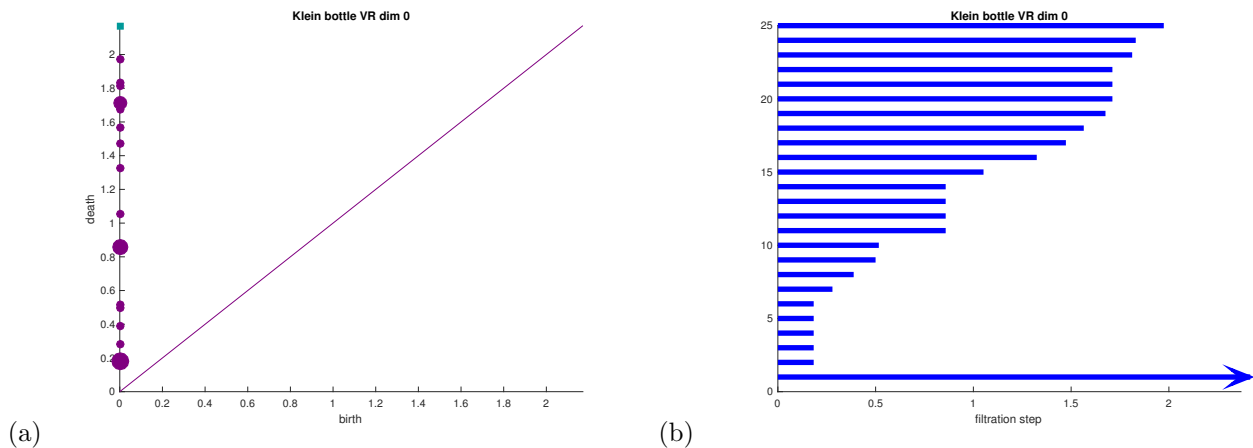 Klein bottle VR dim 0
2
1.8
1.6
1.4
1.2
1
0.8
0.6
0.4
0.2
0
death
0 0.2 0.4 0.6 0.8 1 1.2 1.4 1.6 1.8 2
birth
(a)
Klein bottle VR dim 0
25
20
15
10
5
0
0 0.5 1 1.5 2
filtration step
(b)